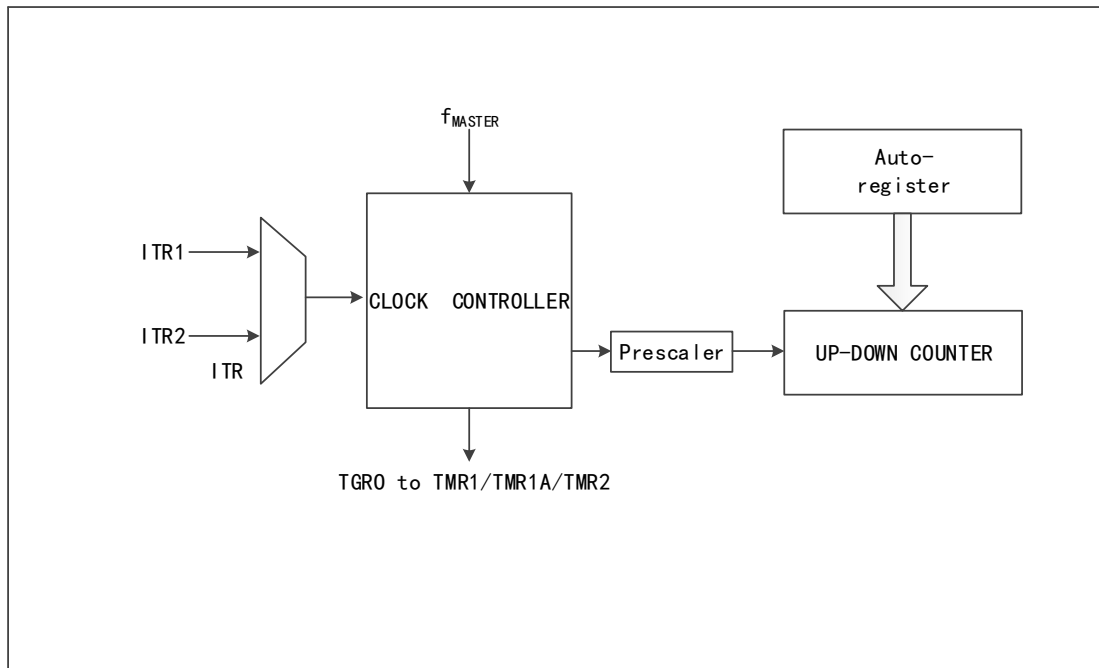 fMASTER
Auto-
register
ITR1
CLOCK CONTROLLER
ITR2
ITR
Prescaler
UP-DOWN COUNTER
TGRO to TMR1/TMR1A/TMR2